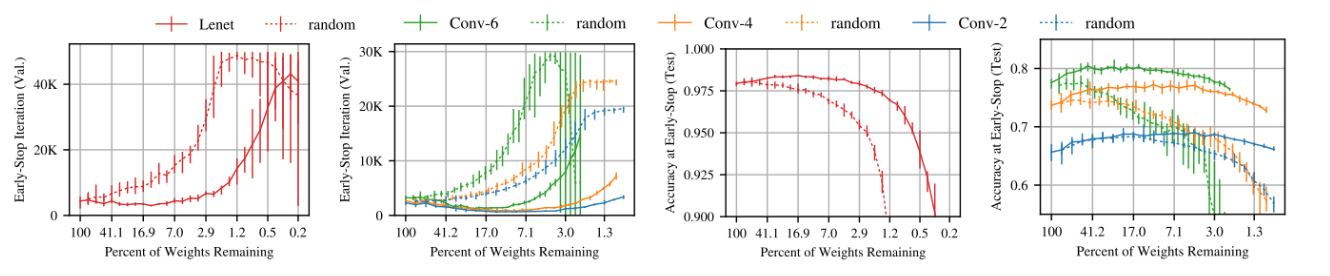 Lenet random Conv-6 random Conv-4 random Conv-2 random
Early-Stop Iteration (Val.)
40K
20K
0
100 41.1 16.9 7.0 2.9 1.2 0.5 0.2
Percent of Weights Remaining
Early-Stop Iteration (Val.)
30K
20K
10K
0
100 41.2 17.0 7.1 3.0 1.3
Percent of Weights Remaining
Accuracy at Early-Stop (Test)
1.000
0.975
0.950
0.925
0.900
100 41.1 16.9 7.0 2.9 1.2 0.5 0.2
Percent of Weights Remaining
Accuracy at Early-Stop (Test)
0.8
0.7
0.6
100 41.2 17.0 7.1 3.0 1.3
Percent of Weights Remaining